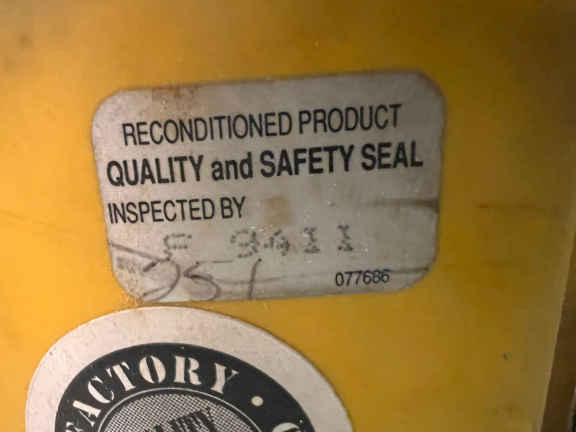 RECONDITIONED PRODUCT
QUALITY and SAFETY SEAL
INSPECTED BY
077686
FACTORY •